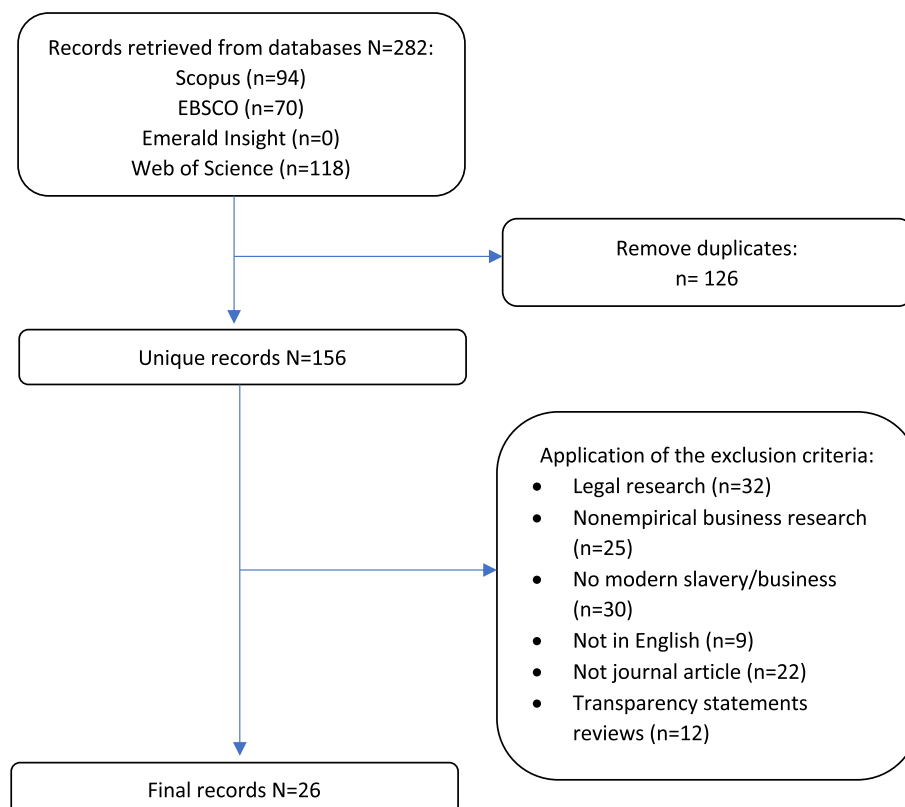 Records retrieved from databases N=282:
Scopus (n=94)
EBSCO (n=70)
Emerald Insight (n=0)
Web of Science (n=118)
Remove duplicates:
n= 126
Unique records N=156
Application of the exclusion criteria:
• Legal research (n=32)
• Nonempirical business research
(n=25)
• No modern slavery/business
(n=30)
• Not in English (n=9)
• Not journal article (n=22)
• Transparency statements
reviews (n=12)
Final records N=26